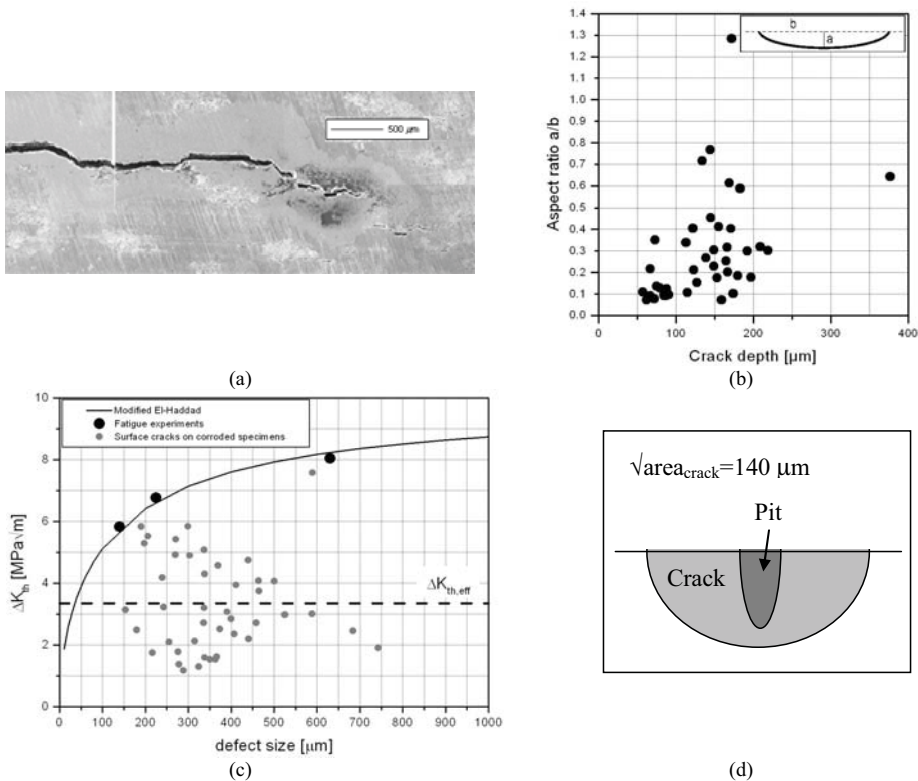 500 μm
(a)
Aspect ratio a/b
1.4
1.3
1.2
1.1
1.0
0.9
0.8
0.7
0.6
0.5
0.4
0.3
0.2
0.1
0.0
b
a
0
100
200
300
400
Crack depth [μm]
(b)
ΔKth [MPa√m]
10
8
6
4
2
0
Modified El-Haddad
Fatigue experiments
Surface cracks on corroded specimens
ΔKth,eff
0
100
200
300
400
500
600
700
800
900
1000
defect size [μm]
(c)
√areacrack=140 μm
Pit
Crack
(d)